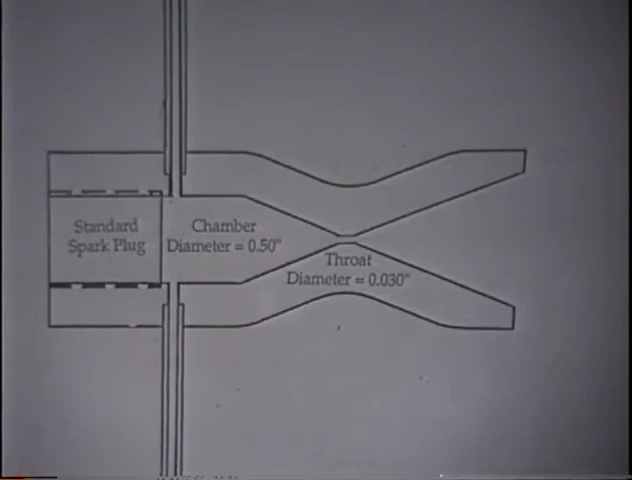 Standard
Spark Plug
Chamber
Diameter = 0.50"
Throat
Diameter = 0.030"